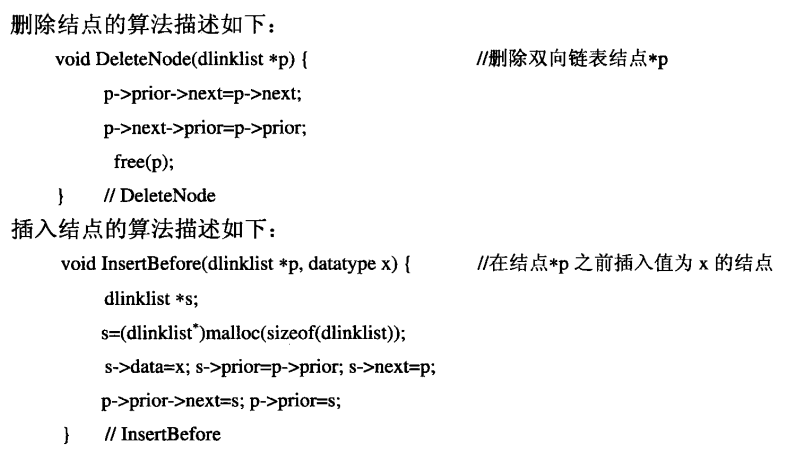 删除结点的算法描述如下：
void DeleteNode(dlinklist *p) { //删除双向链表结点*p
p->prior->next=p->next;
p->next->prior=p->prior;
free(p);
} // DeleteNode
插入结点的算法描述如下：
void InsertBefore(dlinklist *p, datatype x) { //在结点*p 之前插入值为 x 的结点
dlinklist *s;
s=(dlinklist*)malloc(sizeof(dlinklist));
s->data=x; s->prior=p->prior; s->next=p;
p->prior->next=s; p->prior=s;
} // InsertBefore